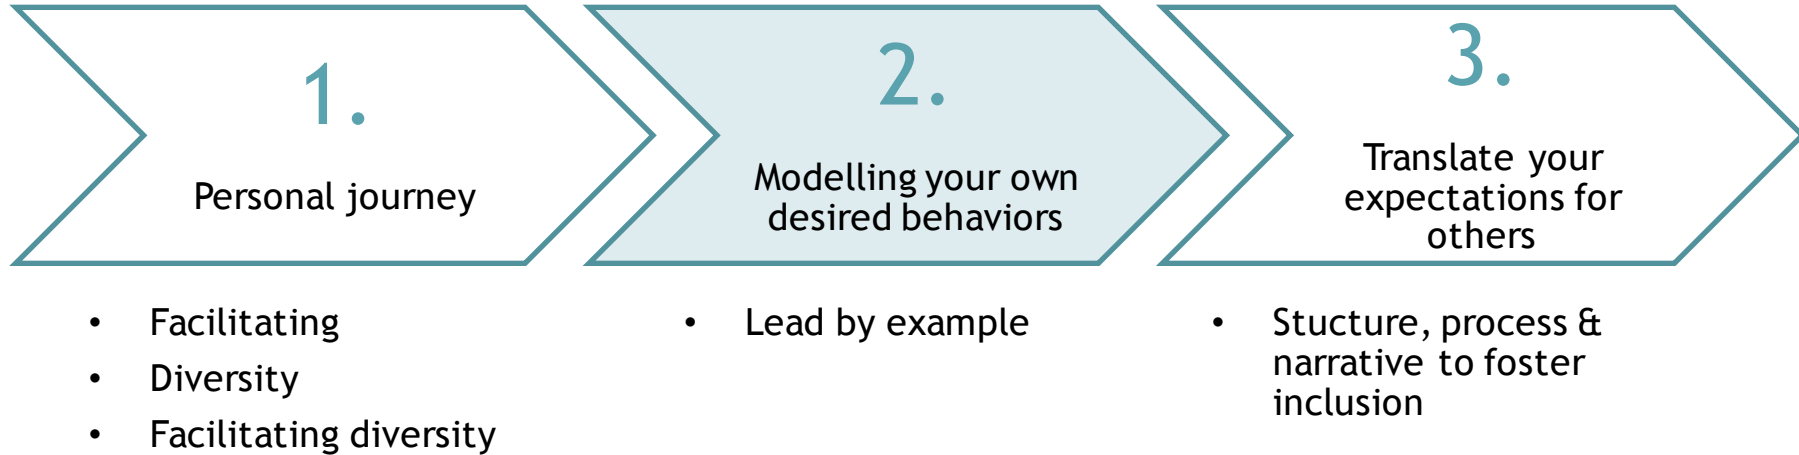 1.
Personal journey
• Facilitating
• Diversity
• Facilitating diversity
2.
Modelling your own
desired behaviors
• Lead by example
3.
Translate your
expectations for
others
• Stucture, process &
narrative to foster
inclusion